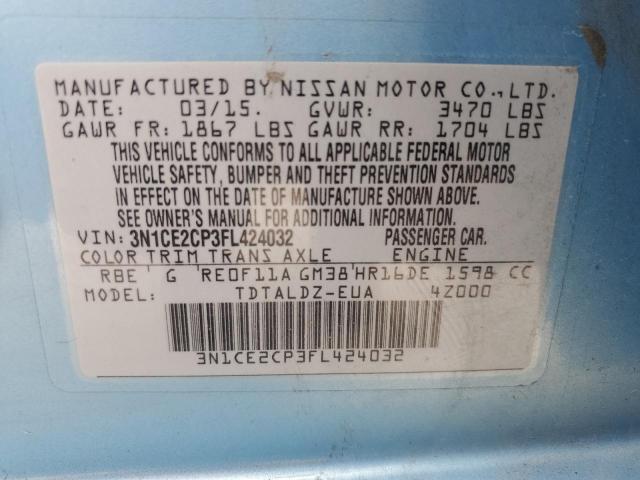 MANUFACTURED BY NISSAN MOTOR CO.,LTD.
DATE: 03/15. GVWR: 3470 LBS
GAWR FR: 1867 LBS GAWR RR: 1704 LBS
THIS VEHICLE CONFORMS TO ALL APPLICABLE FEDERAL MOTOR
VEHICLE SAFETY, BUMPER AND THEFT PREVENTION STANDARDS
IN EFFECT ON THE DATE OF MANUFACTURE SHOWN ABOVE.
SEE OWNER'S MANUAL FOR ADDITIONAL INFORMATION.
VIN: 3N1CE2CP3FL424032 PASSENGER CAR.
COLOR TRIM TRANS AXLE ENGINE
RBE G RE0F11A GM38 HR16DE 1598 CC
MODEL: TDTALDZ-EUA 4Z000
3N1CE2CP3FL424032